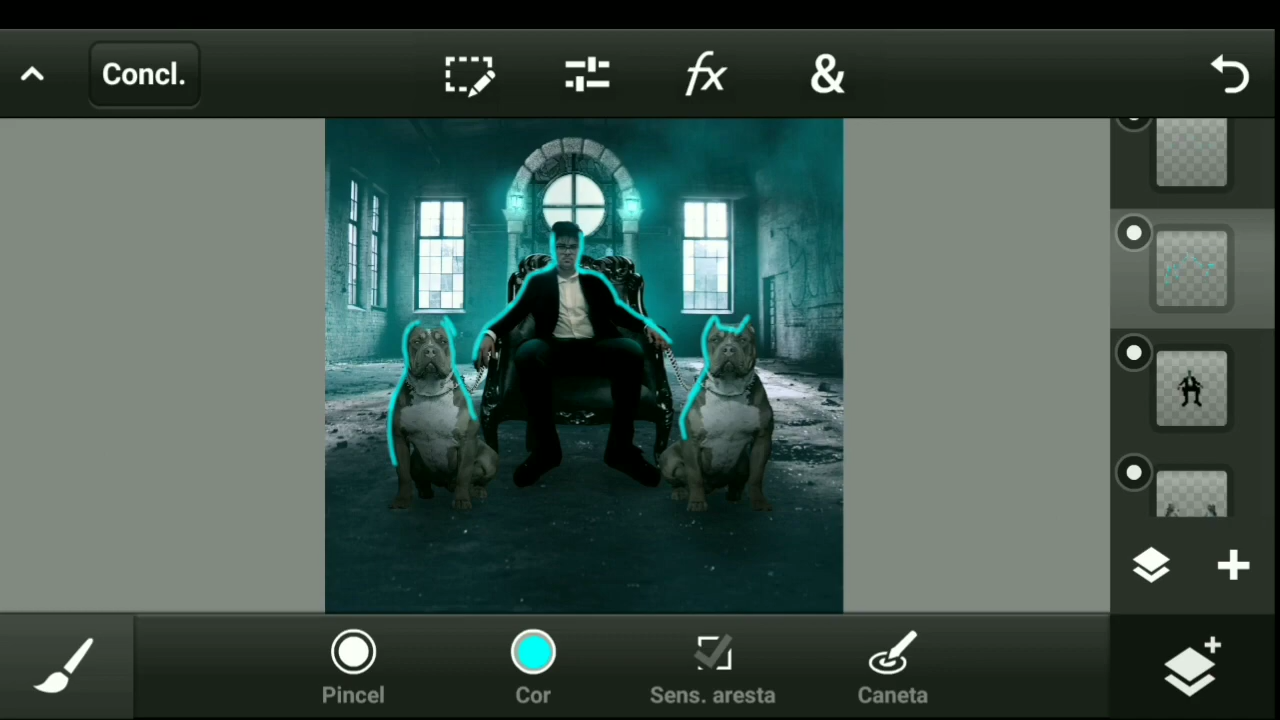 Concl.
fx
&
Pincel
Cor
Sens. aresta
Caneta